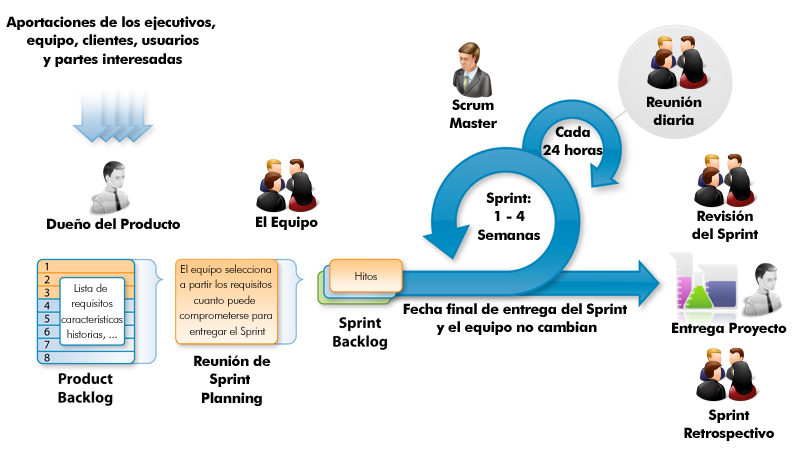 Aportaciones de los ejecutivos,
equipo, clientes, usuarios
y partes interesadas
Dueño del Producto
El Equipo
Scrum
Master
Cada
24 horas
Reunión
diaria
Sprint:
1 - 4
Semanas
Revisión
del Sprint
1
2
3
4
5
6
7
8
Lista de
requisitos
características
historias, ...
Product
Backlog
El equipo selecciona
a partir los requisitos
cuanto puede
comprometerse para
entregar el Sprint
Reunión de
Sprint
Planning
Hitos
Sprint
Backlog
Fecha final de entrega del Sprint
y el equipo no cambian
Entrega Proyecto
Sprint
Retrospectivo